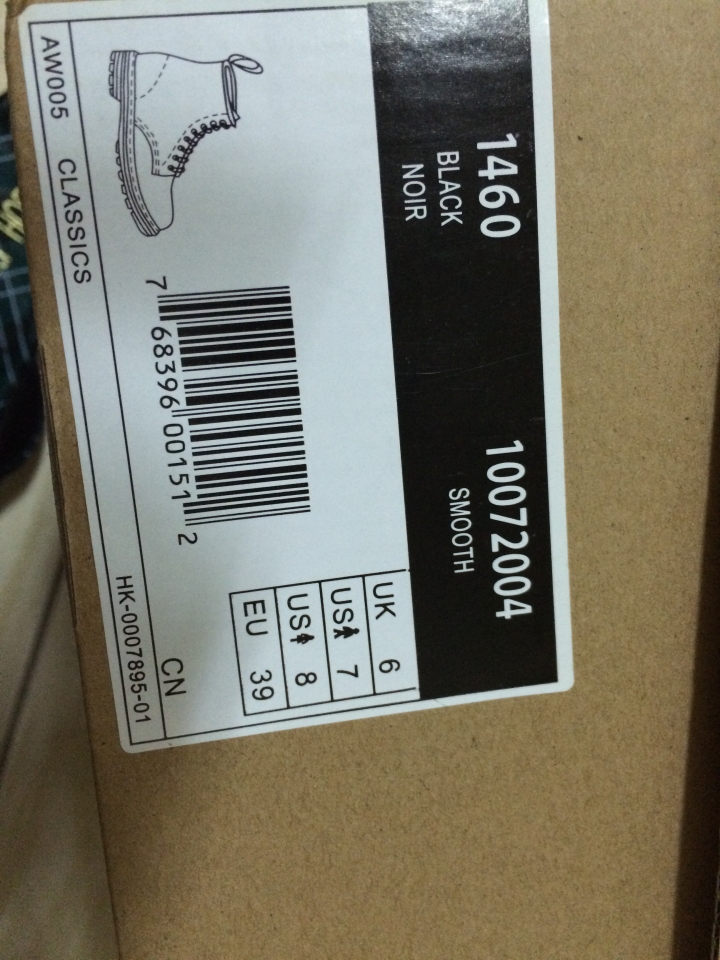 1460 10072004
BLACK SMOOTH
NOIR
UK 6
US 7
US 8
EU 39
7 68396 00151 2
CN
AW005 CLASSICS HK-0007895-01